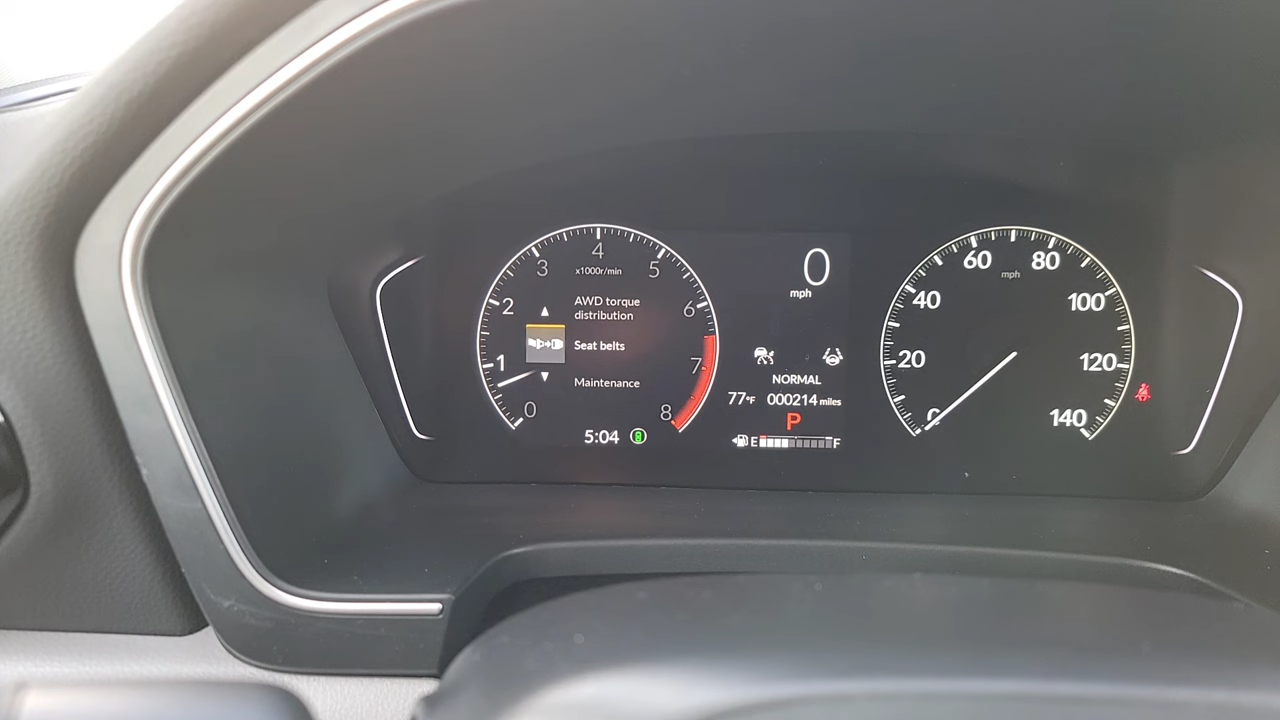 4
3
5
x1000r/min
2
6
AWD torque
distribution
1
Seat belts
7
Maintenance
0
8
5:04
0
mph
NORMAL
77°F
000214 miles
P
E
F
60
80
mph
40
100
20
120
0
140